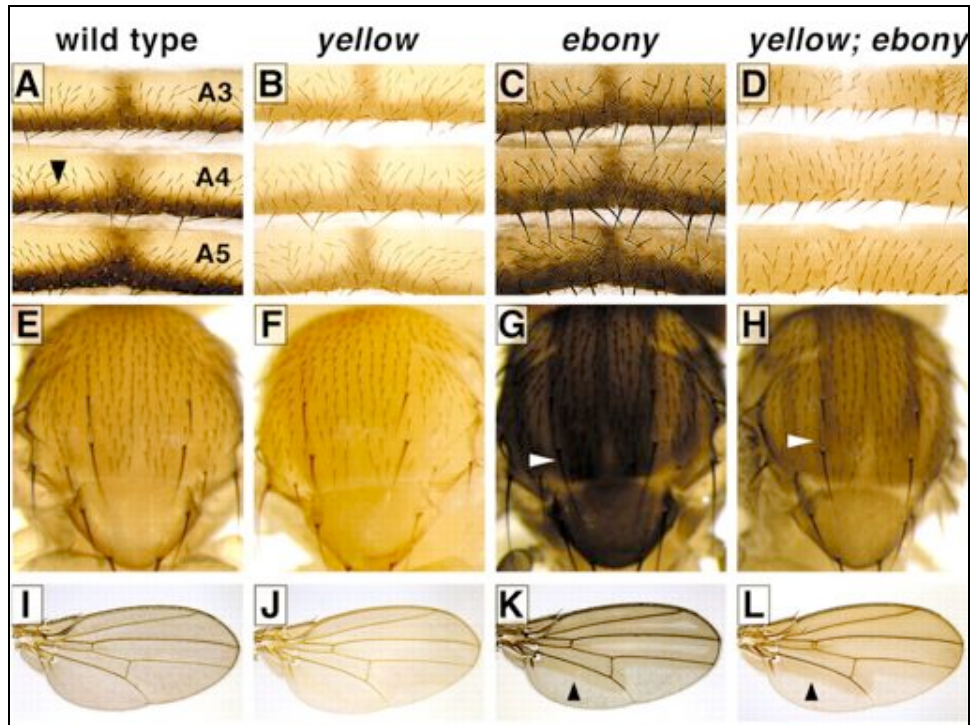 wild type yellow ebony yellow; ebony
A A3 B C D
A4
A5
E F G H
I J K L